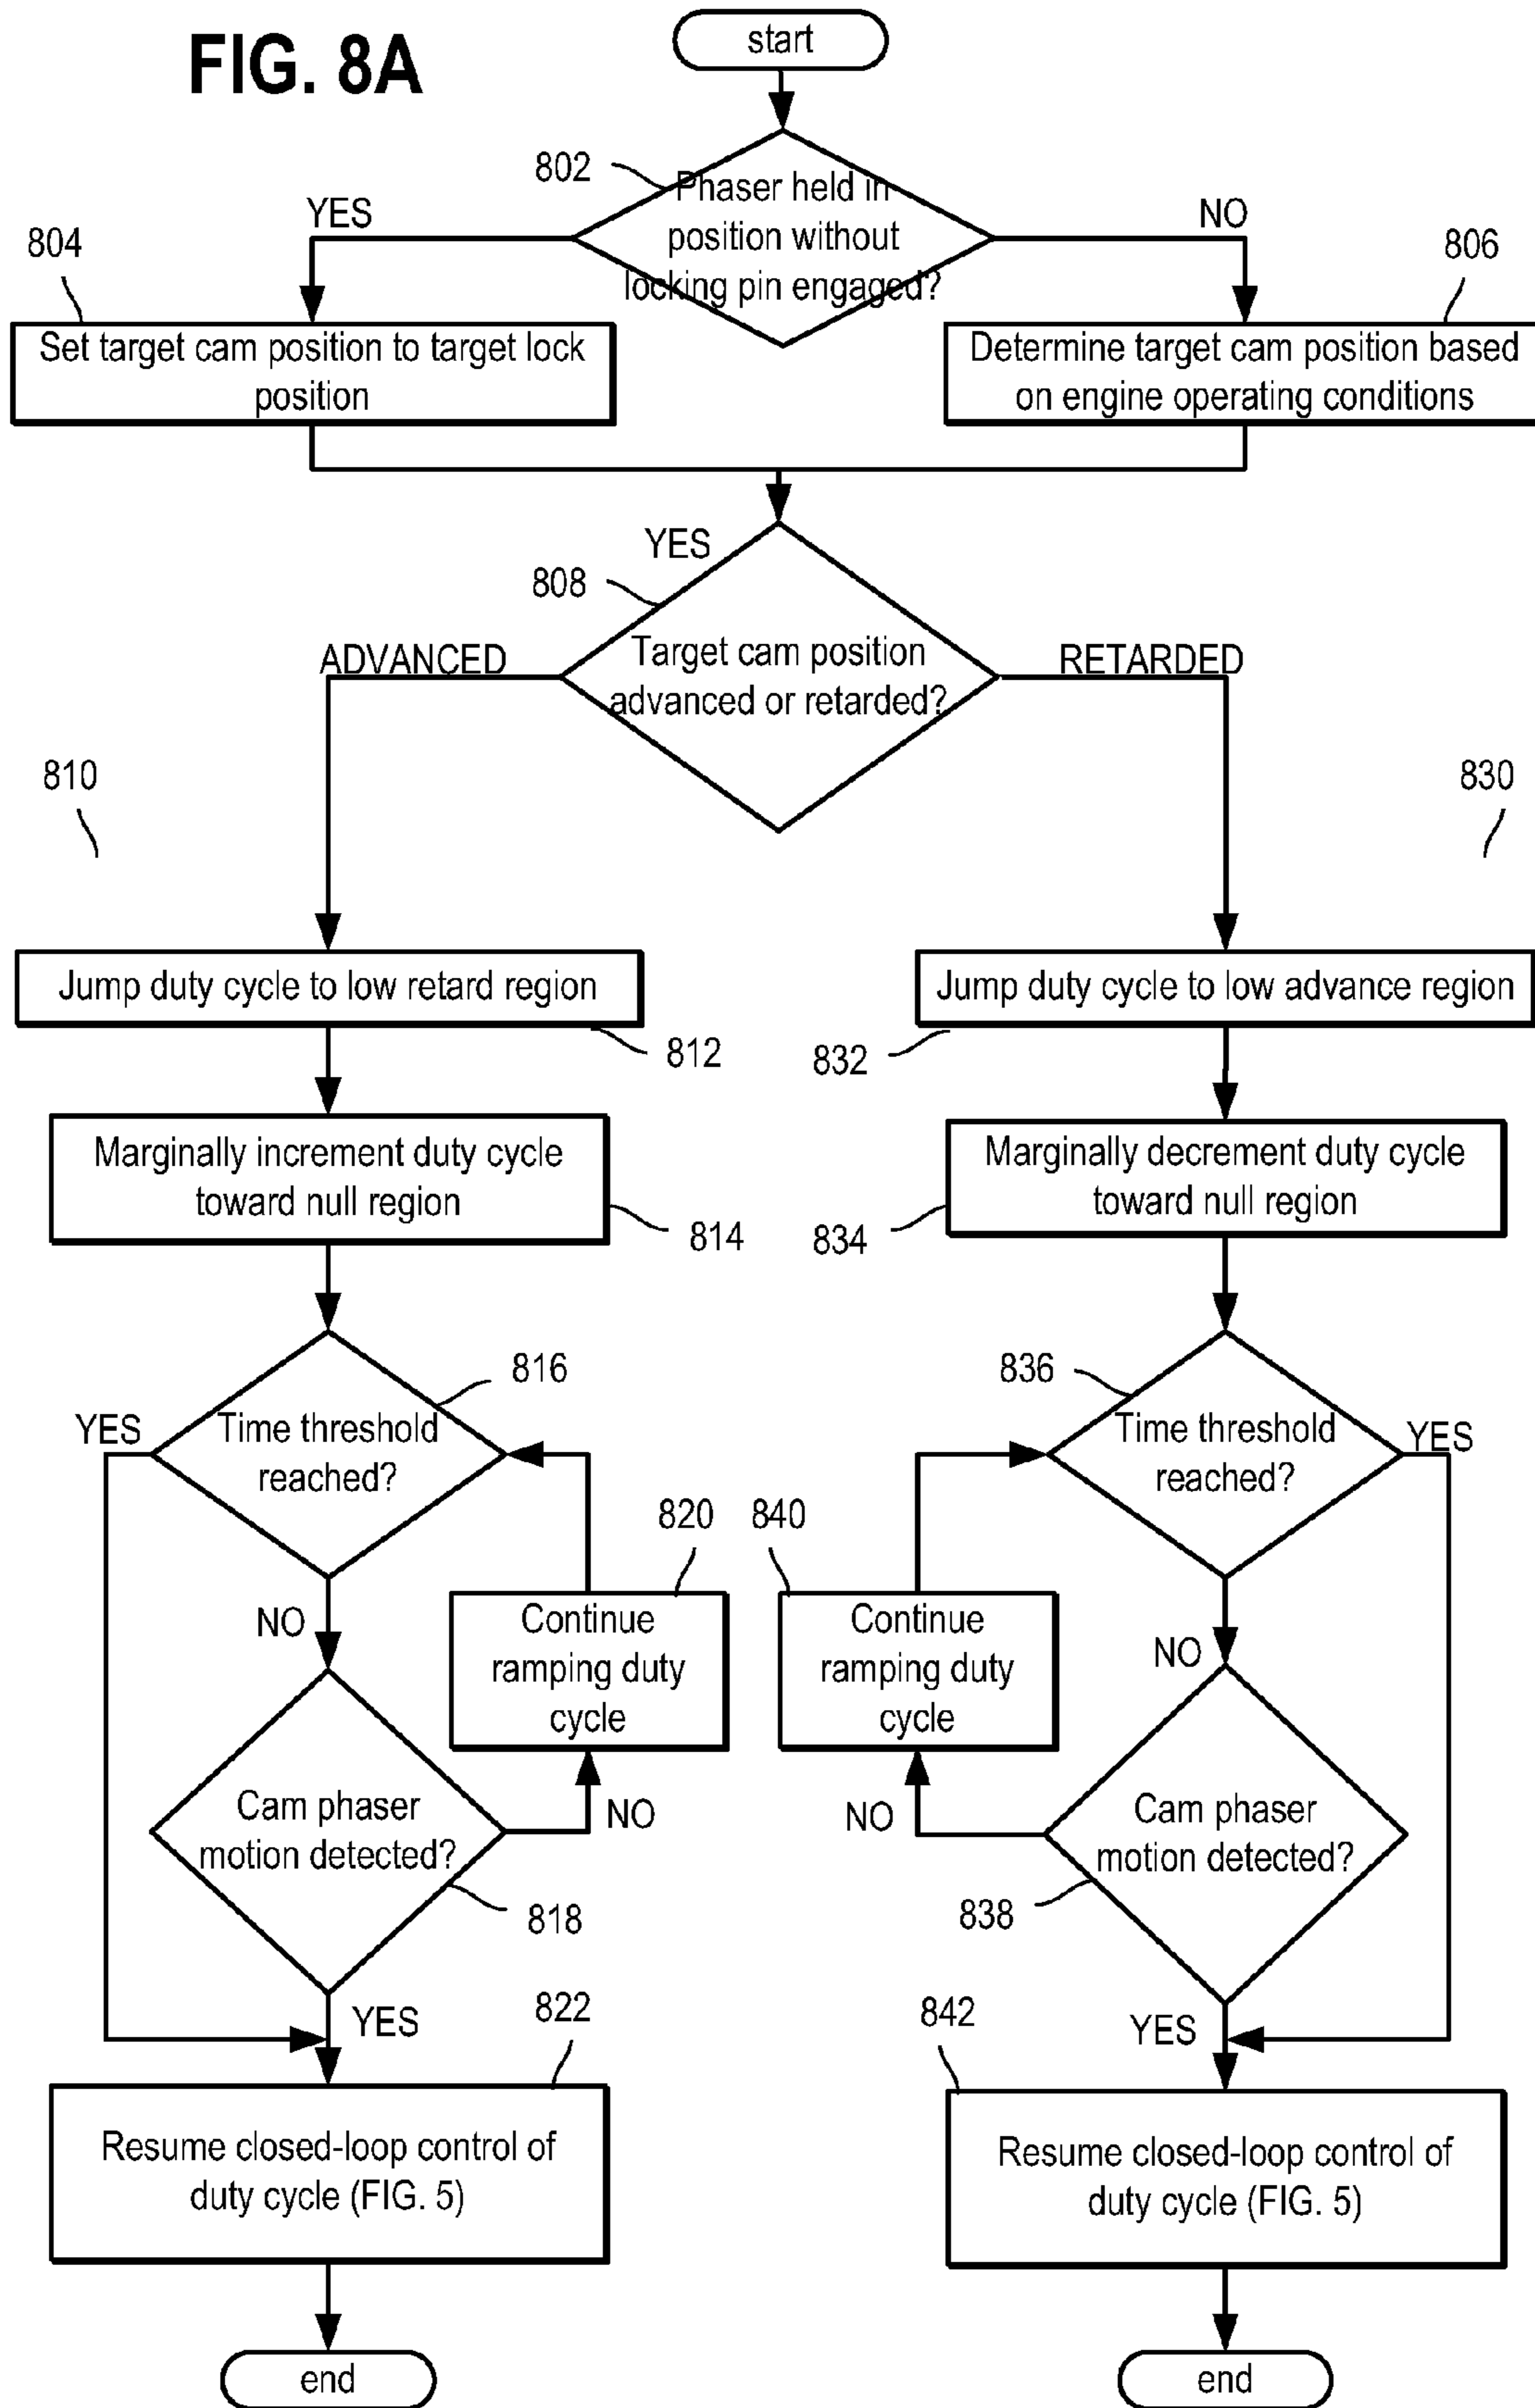 FIG. 8A
start
802
Phaser held in
position without
locking pin engaged?
YES
NO
804
806
Set target cam position to target lock
position
Determine target cam position based
on engine operating conditions
YES
808
Target cam position
advanced or retarded?
ADVANCED
RETARDED
810
830
Jump duty cycle to low retard region
812
Jump duty cycle to low advance region
832
Marginally increment duty cycle
toward null region
814
Marginally decrement duty cycle
toward null region
834
816
Time threshold
reached?
YES
836
Time threshold
reached?
YES
NO
820
Continue
ramping duty
cycle
840
Continue
ramping duty
cycle
NO
Cam phaser
motion detected?
NO
818
NO
Cam phaser
motion detected?
838
YES
822
YES
842
Resume closed-loop control of
duty cycle (FIG. 5)
Resume closed-loop control of
duty cycle (FIG. 5)
end
end